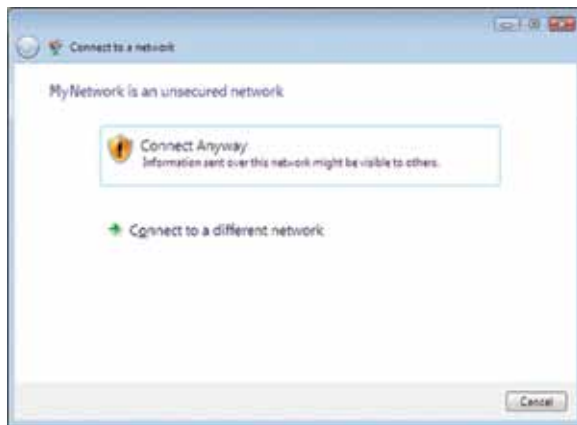 Connect to a network
MyNetwork is an unsecured network
Connect Anyway
Information sent over this network might be visible to others.
Connect to a different network
Cancel